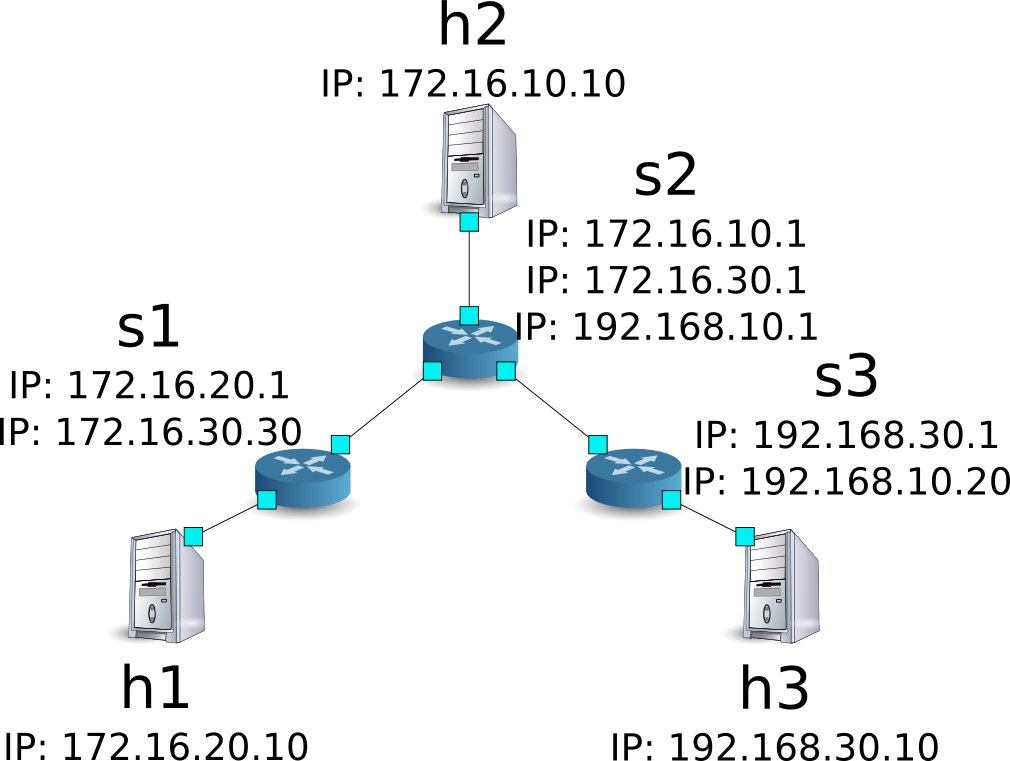 h2
IP: 172.16.10.10
s2
IP: 172.16.10.1
IP: 172.16.30.1
IP: 192.168.10.1
s1
IP: 172.16.20.1
IP: 172.16.30.30
s3
IP: 192.168.30.1
IP: 192.168.10.20
h1
IP: 172.16.20.10
h3
IP: 192.168.30.10